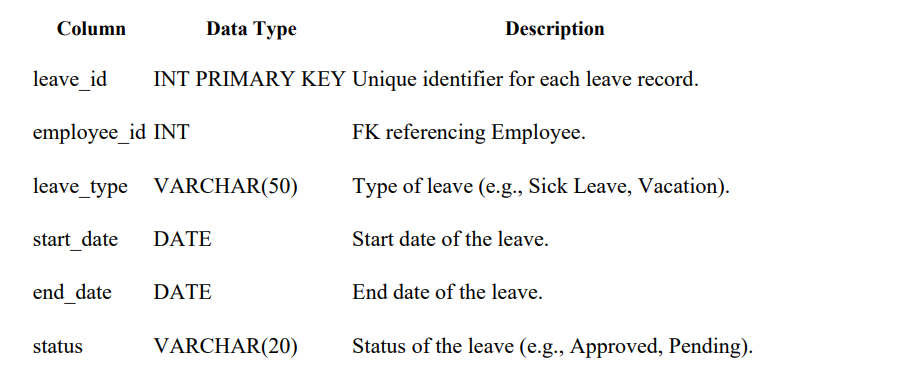 Column Data Type Description
leave_id INT PRIMARY KEY Unique identifier for each leave record.
employee_id INT FK referencing Employee.
leave_type VARCHAR(50) Type of leave (e.g., Sick Leave, Vacation).
start_date DATE Start date of the leave.
end_date DATE End date of the leave.
status VARCHAR(20) Status of the leave (e.g., Approved, Pending).